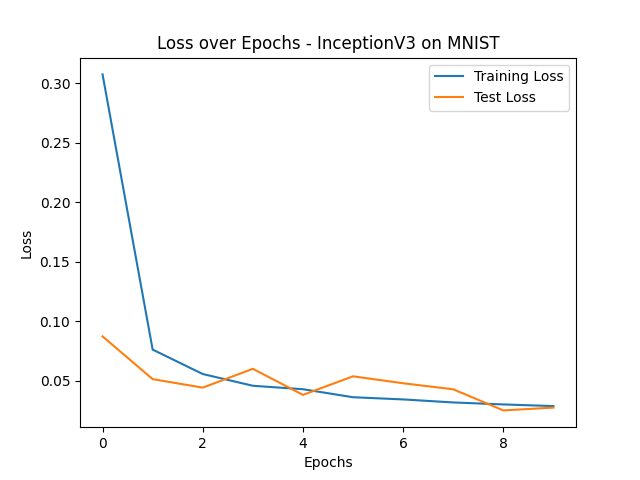 Loss over Epochs - InceptionV3 on MNIST
Training Loss
Test Loss
0.30
0.25
0.20
0.15
0.10
0.05
Loss
0 2 4 6 8
Epochs